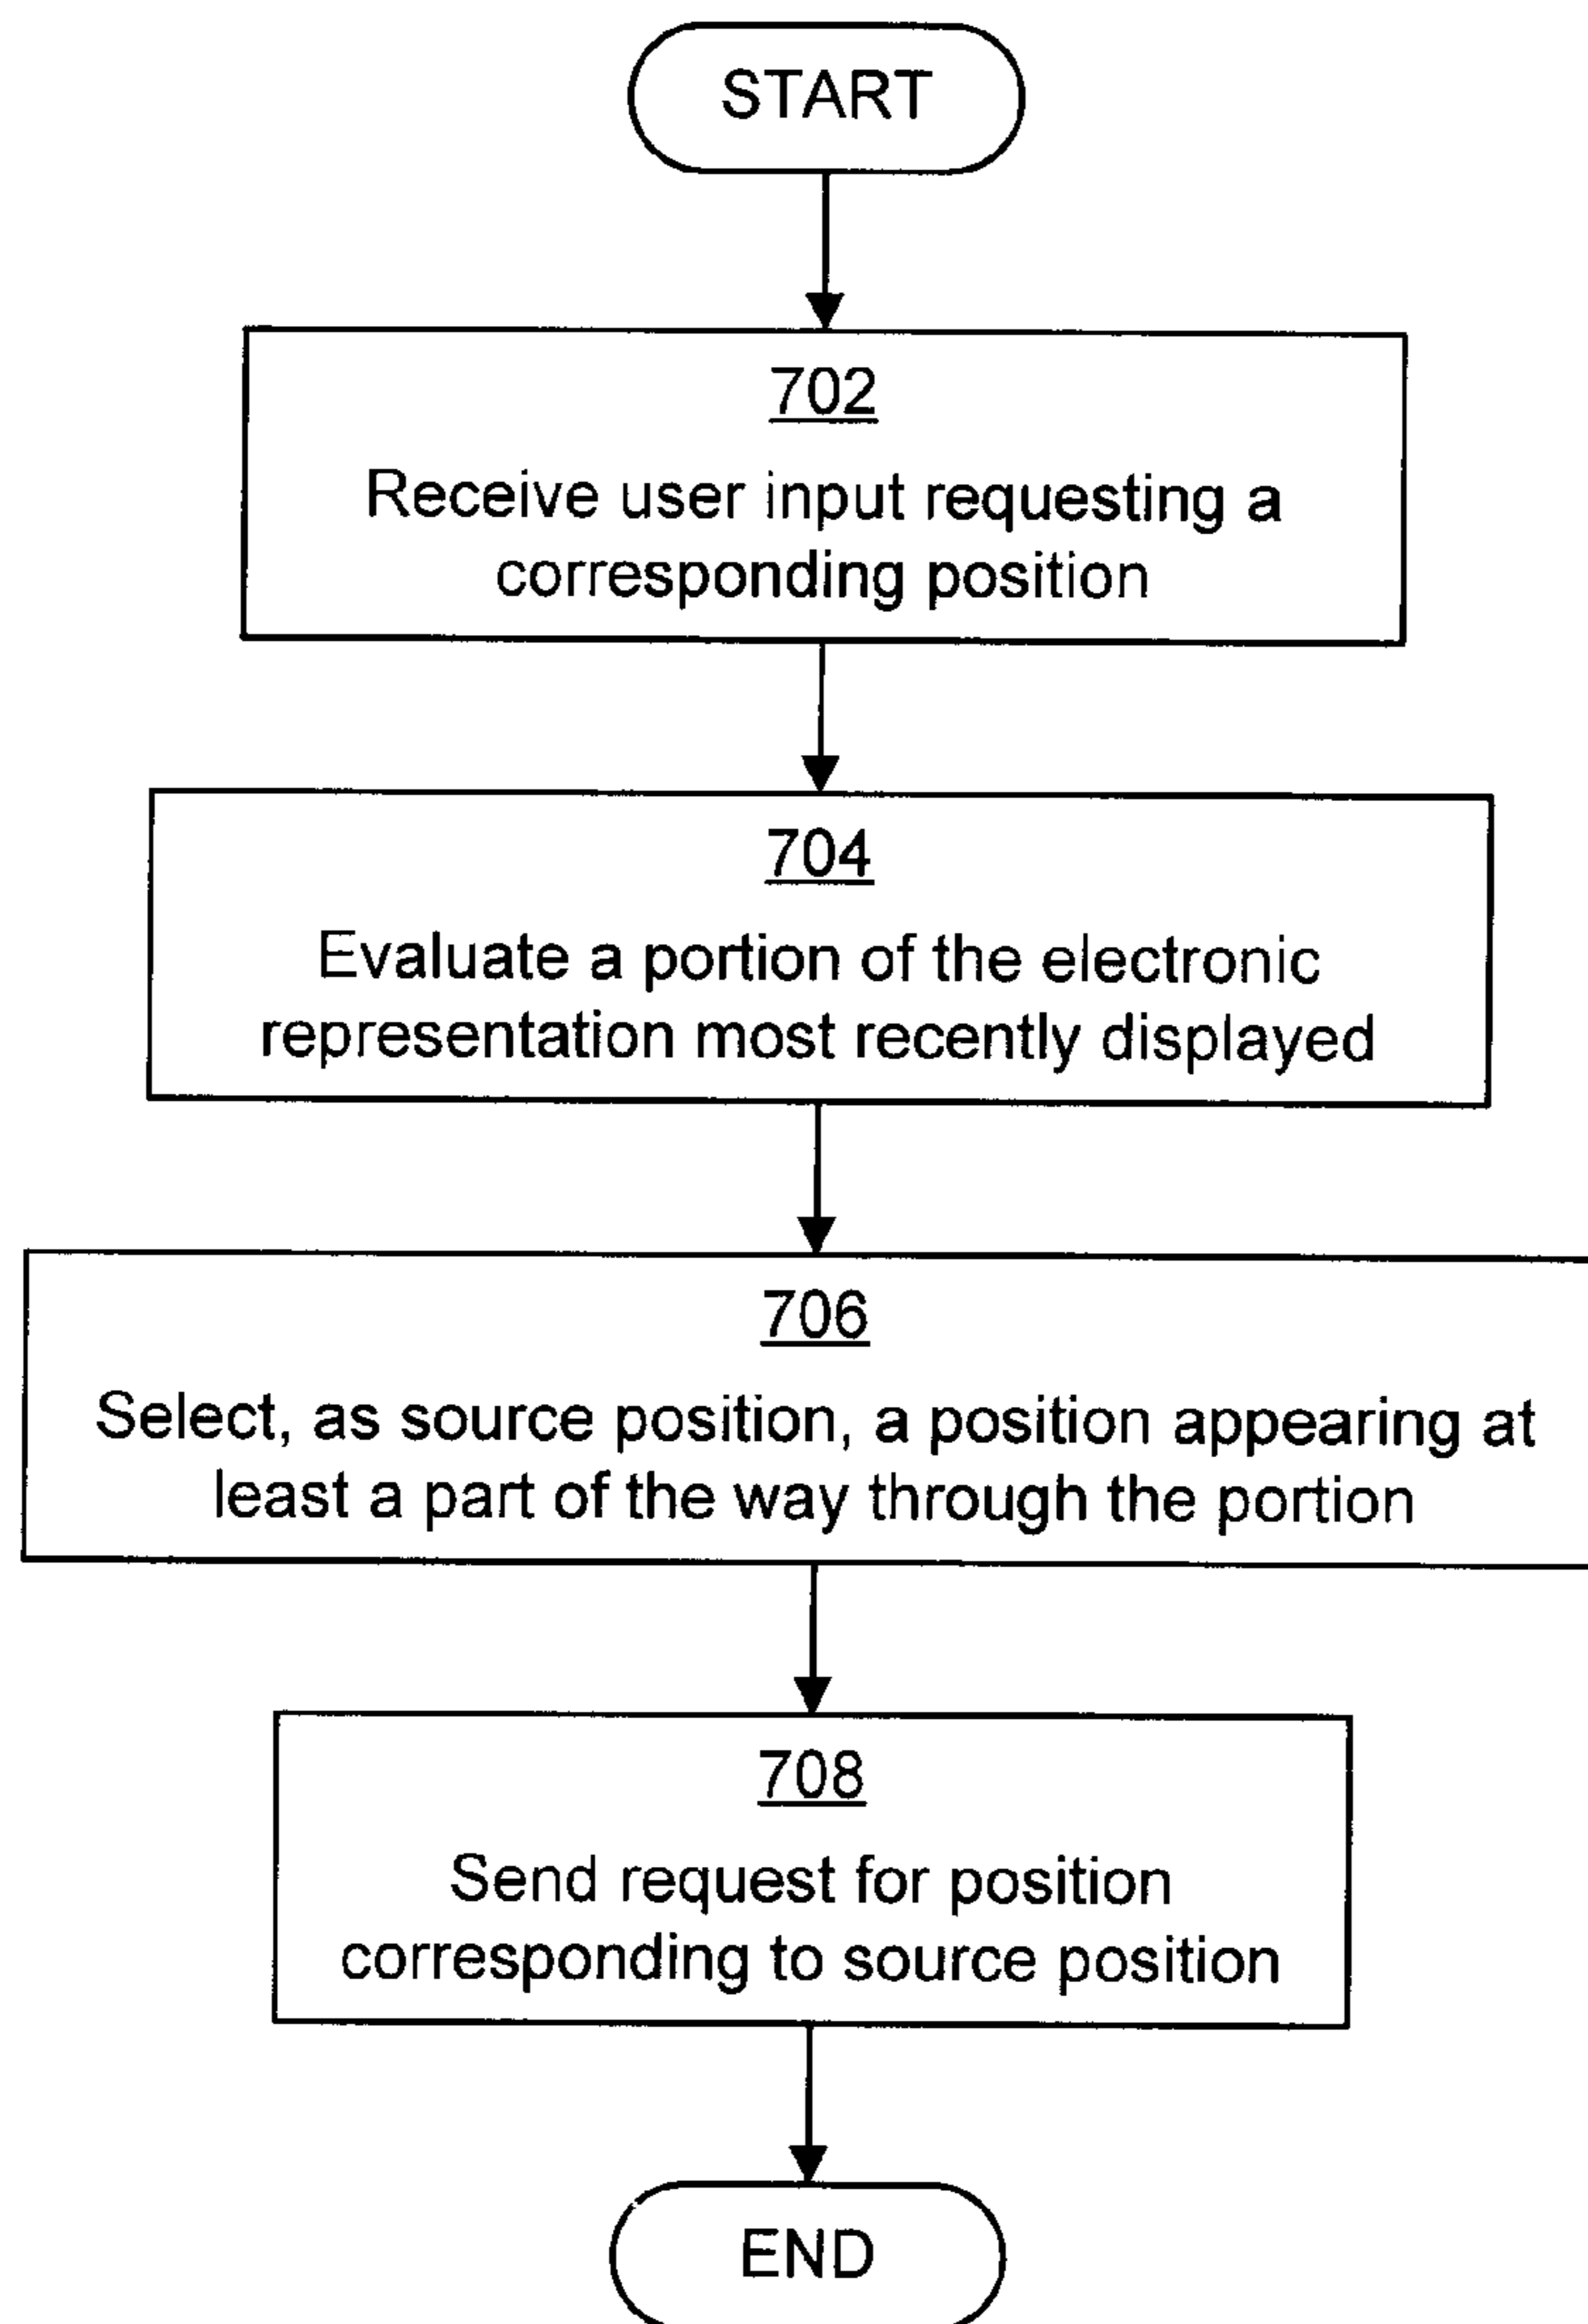 START
702
Receive user input requesting a
corresponding position
704
Evaluate a portion of the electronic
representation most recently displayed
706
Select, as source position, a position appearing at
least a part of the way through the portion
708
Send request for position
corresponding to source position
END